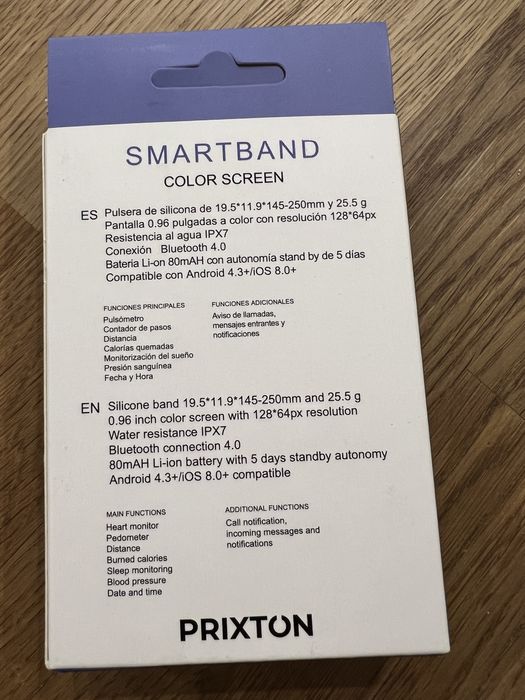 SMARTBAND
COLOR SCREEN
ES Pulsera de silicona de 19.5*11.9*145-250mm y 25.5 g
Pantalla 0.96 pulgadas a color con resolución 128*64px
Resistencia al agua IPX7
Conexión Bluetooth 4.0
Bateria Li-on 80mAH con autonomía stand by de 5 días
Compatible con Android 4.3+/iOS 8.0+
FUNCIONES PRINCIPALES
Pulsómetro
Contador de pasos
Distancia
Calorías quemadas
Monitorización del sueño
Presión sanguínea
Fecha y Hora
FUNCIONES ADICIONALES
Aviso de llamadas,
mensajes entrantes y
notificaciones
EN Silicone band 19.5*11.9*145-250mm and 25.5 g
0.96 inch color screen with 128*64px resolution
Water resistance IPX7
Bluetooth connection 4.0
80mAH Li-ion battery with 5 days standby autonomy
Android 4.3+/iOS 8.0+ compatible
MAIN FUNCTIONS
Heart monitor
Pedometer
Distance
Burned calories
Sleep monitoring
Blood pressure
Date and time
ADDITIONAL FUNCTIONS
Call notification,
incoming messages and
notifications
PRIXTON